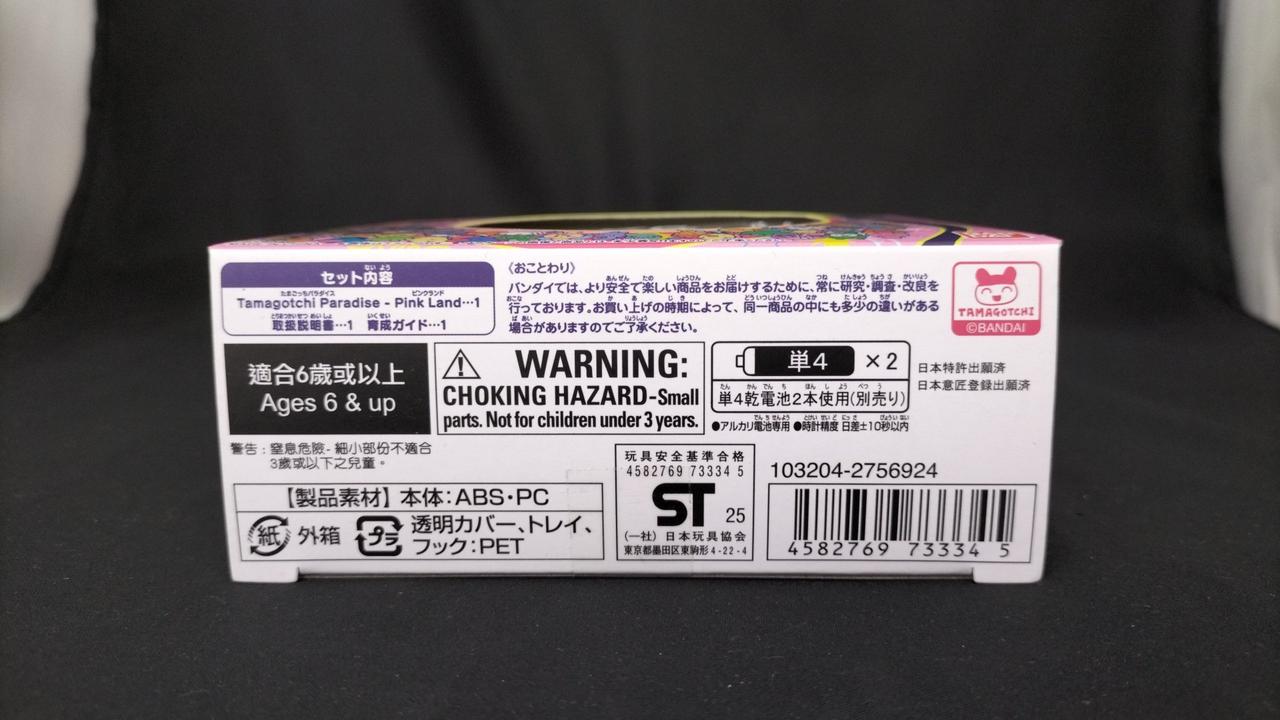 セット内容
Tamagotchi Paradise - Pink Land…1
取扱説明書…1 育成ガイド…1
〈おことわり〉
バンダイでは、より安全で楽しい商品をお届けするために、常に研究・調査・改良を
行っております。お買い上げの時期によって、同一商品の中にも多少の違いがある
場合がありますのでご了承ください。
TAMAGOTCHI
©BANDAI
適合6歲或以上
Ages 6 & up
WARNING:
CHOKING HAZARD-Small
parts. Not for children under 3 years.
単4 ×2
単4乾電池2本使用(別売り)
●アルカリ電池専用 ●時計精度 日差±10秒以内
日本特許出願済
日本意匠登録出願済
警告:窒息危險-細小部份不適合
3歲或以下之兒童。
【製品素材】本体:ABS・PC
紙 外箱 プラ 透明カバー、トレイ、
フック:PET
玩具安全基準合格
4582769 73334 5
ST 25
(一社)日本玩具協会
東京都墨田区東駒形4-22-4
103204-2756924
4582769 73334 5